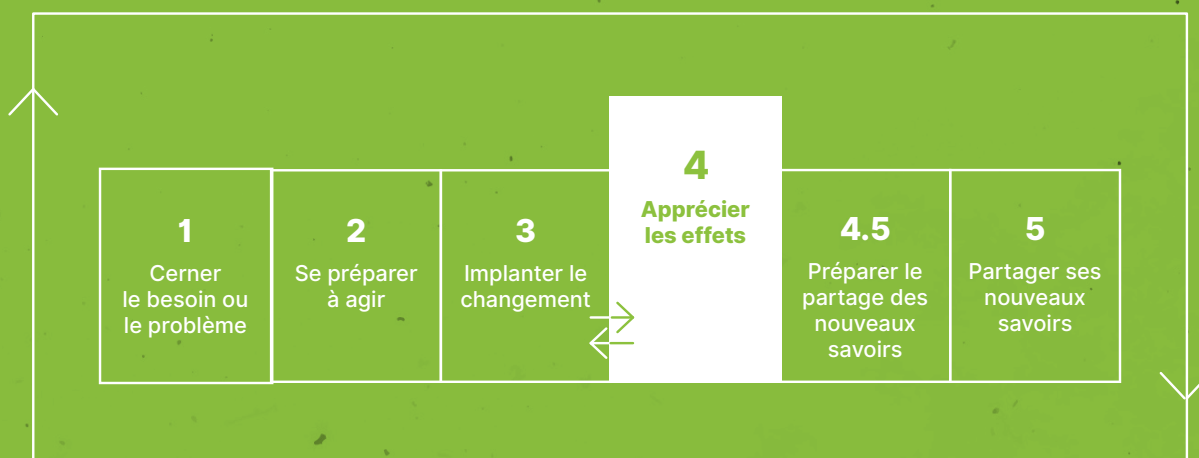 1
Cerner
le besoin ou
le problème
2
Se préparer
à agir
3
Implanter le
changement
4
Apprécier
les effets
4.5
Préparer le
partage des
nouveaux
savoirs
5
Partager ses
nouveaux
savoirs